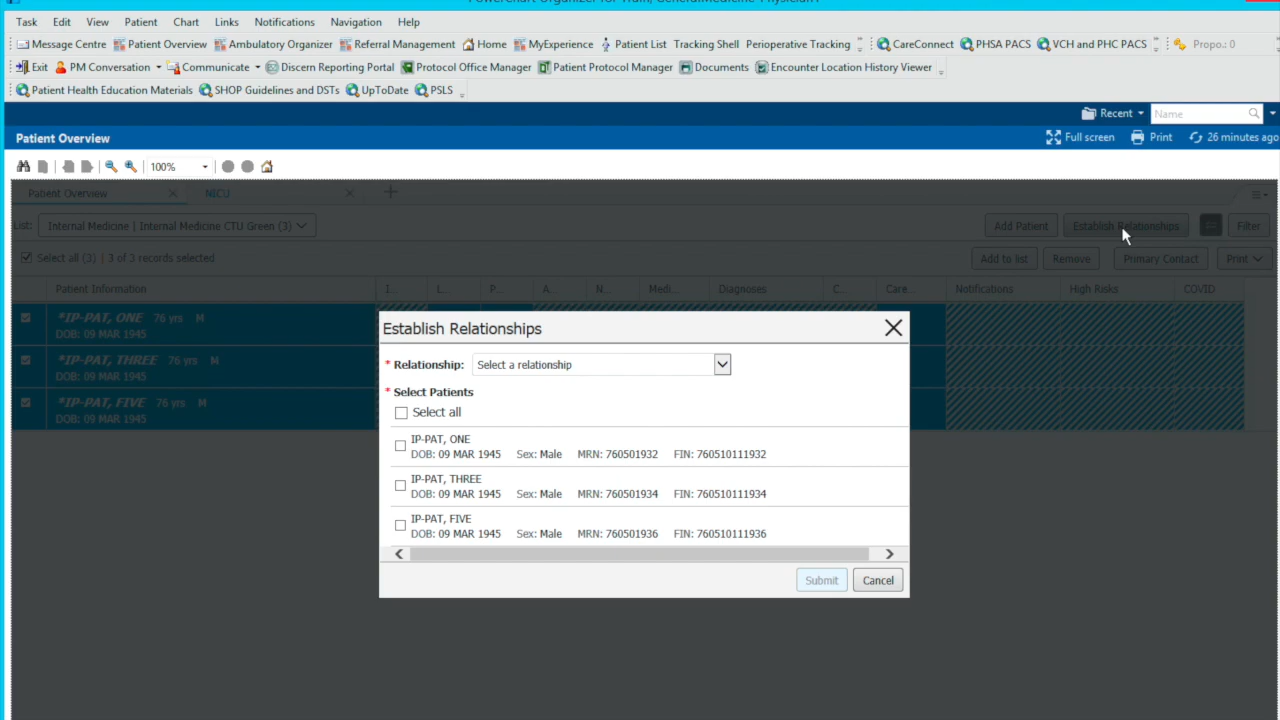 Task Edit View Patient Chart Links Notifications Navigation Help
Message Centre Patient Overview Ambulatory Organizer Referral Management Home MyExperience Patient List Tracking Shell Perioperative Tracking CareConnect PHSA PACS VCH and PHC PACS Propo.: 0
Exit PM Conversation Communicate Discern Reporting Portal Protocol Office Manager Patient Protocol Manager Documents Encounter Location History Viewer
Patient Health Education Materials SHOP Guidelines and DSTs UpToDate PSLS
Recent Name
Patient Overview Full screen Print 26 minutes ago
100%
Patient Overview NICU
List: Internal Medicine | Internal Medicine CTU Green (3) Add Patient Establish Relationships Filter
Select all (3) | 3 of 3 records selected Add to list Remove Primary Contact Print
Patient Information I... L... P... A... N... Medi... Diagnoses C... Care... Notifications High Risks COVID
*IP-PAT, ONE 76 yrs M
DOB: 09 MAR 1945
*IP-PAT, THREE 76 yrs M
DOB: 09 MAR 1945
*IP-PAT, FIVE 76 yrs M
DOB: 09 MAR 1945
Establish Relationships
* Relationship: Select a relationship
* Select Patients
Select all
IP-PAT, ONE
DOB: 09 MAR 1945 Sex: Male MRN: 760501932 FIN: 760510111932
IP-PAT, THREE
DOB: 09 MAR 1945 Sex: Male MRN: 760501934 FIN: 760510111934
IP-PAT, FIVE
DOB: 09 MAR 1945 Sex: Male MRN: 760501936 FIN: 760510111936
Submit Cancel